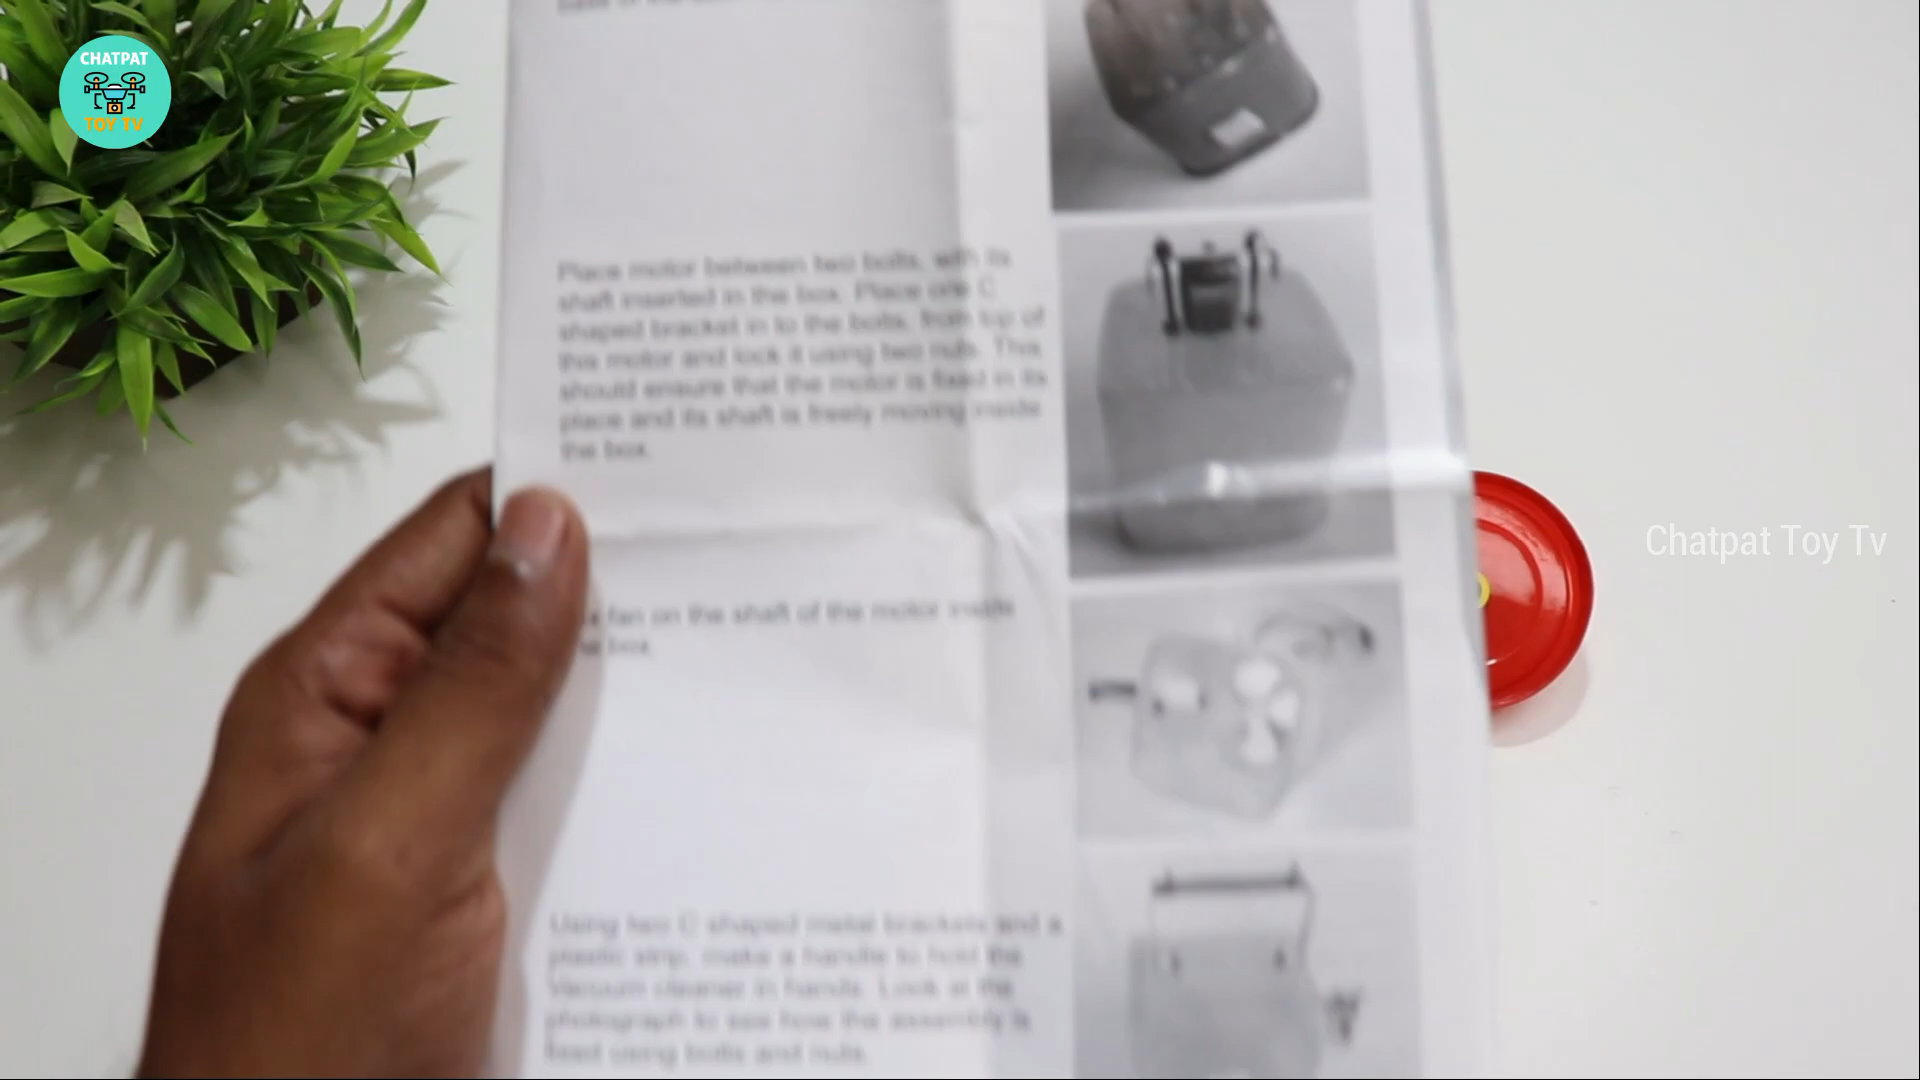 CHATPAT
TOY TV
Place motor between two bolts, with its
shaft inserted in the box. Place one C
shaped bracket in to the bolts, from top of
this motor and lock it using two nuts. This
should ensure that the motor is fixed in its
place and its shaft is freely moving inside
the box.
fan on the shaft of the motor inside
box.
Using two C shaped metal brackets and a
plastic strip, make a handle to hold the
Vacuum cleaner in hands. Look at the
photograph to see how the assembly is
fixed using bolts and nuts.
Chatpat Toy Tv